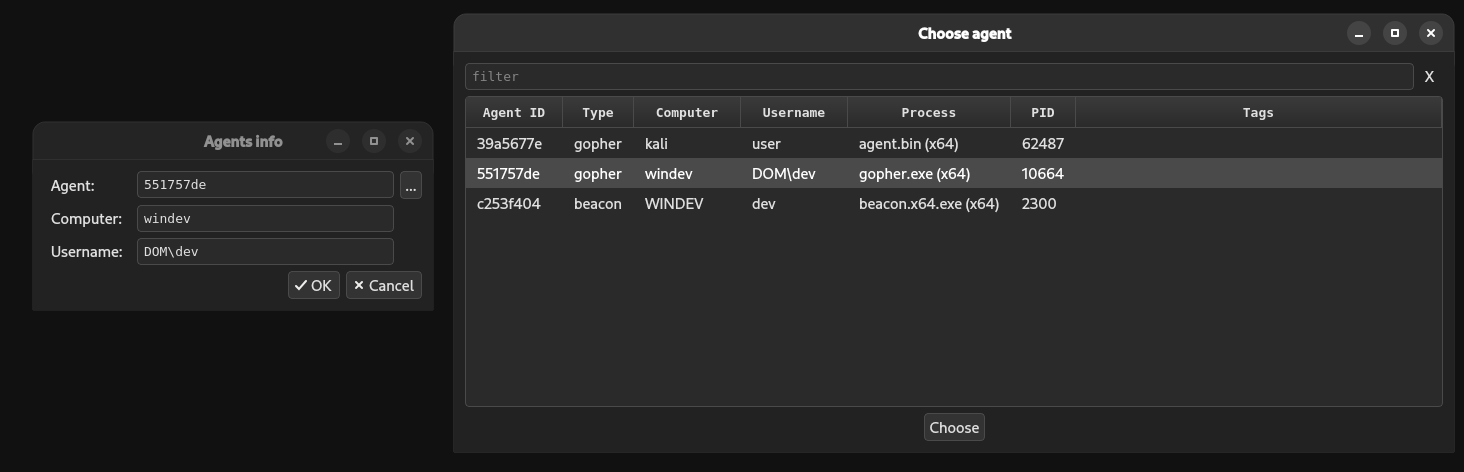 Agents info
Agent: 551757de ...
Computer: windev
Username: DOM\dev
OK Cancel
Choose agent
filter X
Agent ID Type Computer Username Process PID Tags
39a5677e gopher kali user agent.bin (x64) 62487
551757de gopher windev DOM\dev gopher.exe (x64) 10664
c253f404 beacon WINDEV dev beacon.x64.exe (x64) 2300
Choose